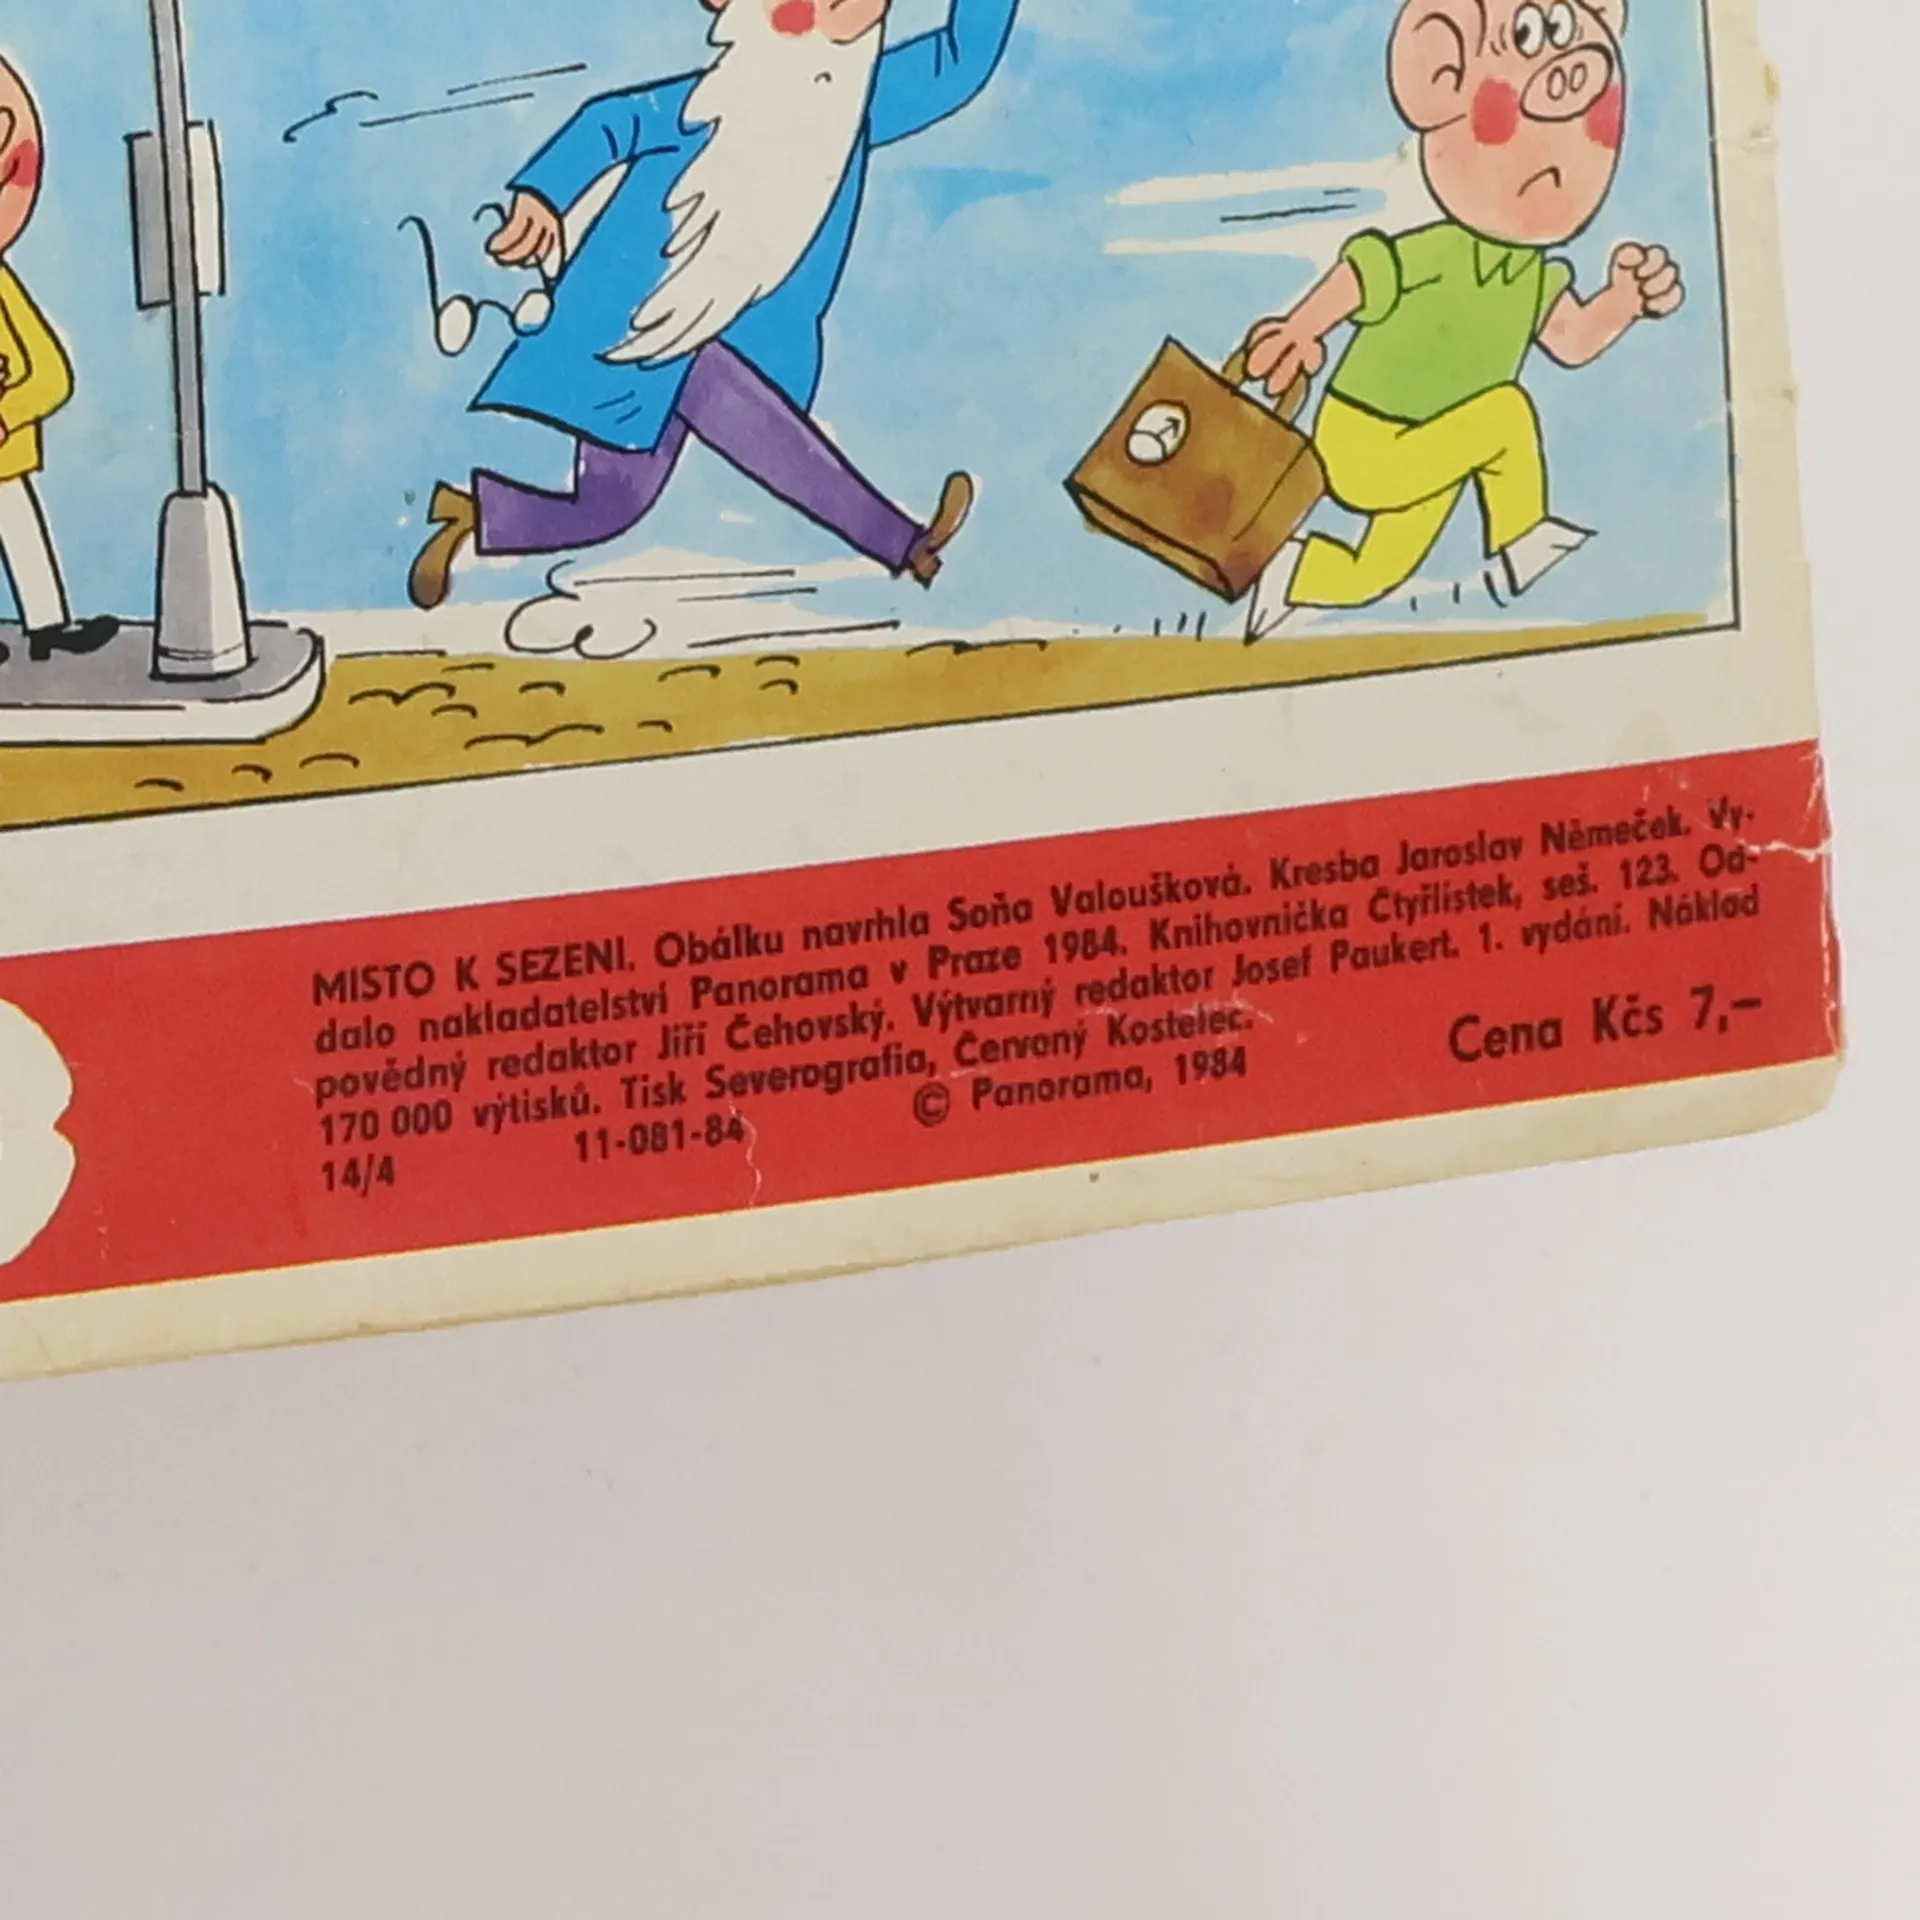 MISTO K SEZENI. Obálku navrhla Soňa Valoušková. Kresba Jaroslav Němeček. Vy-
dalo nakladatelství Panorama v Praze 1984. Knihovnička Čtyřlístek, seš. 123. Od-
povědný redaktor Jiří Čehovský. Výtvarný redaktor Josef Paukert. 1. vydání. Náklad
170 000 výtisků. Tisk Severografia, Červený Kostelec.
14/4 11-081-84 © Panorama, 1984 Cena Kčs 7,–